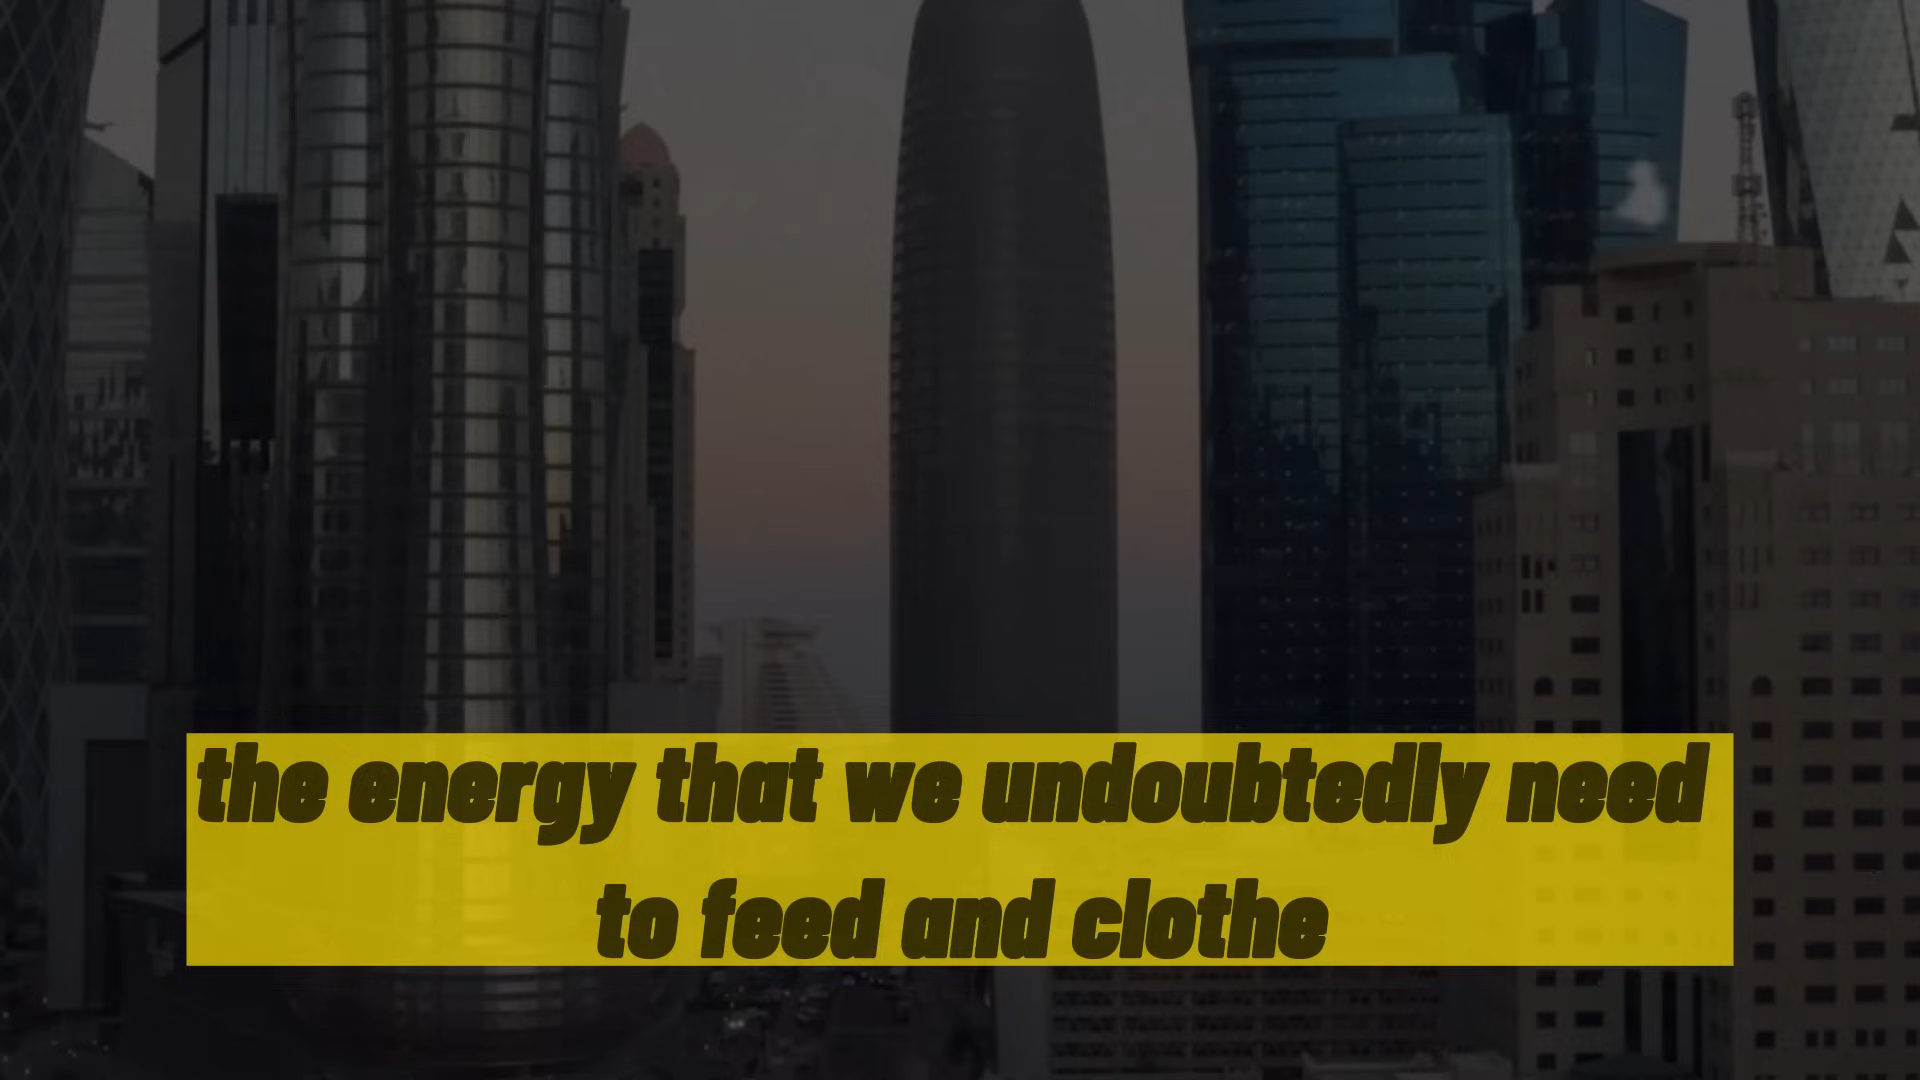 the energy that we undoubtedly need
to feed and clothe